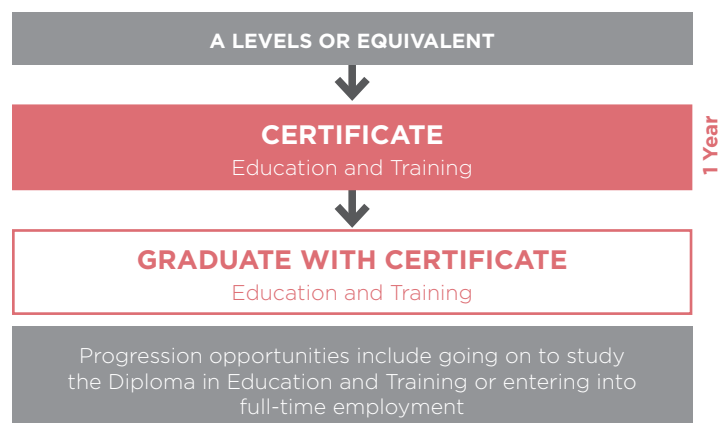 A LEVELS OR EQUIVALENT
CERTIFICATE
Education and Training
1 Year
GRADUATE WITH CERTIFICATE
Education and Training
Progression opportunities include going on to study
the Diploma in Education and Training or entering into
full-time employment